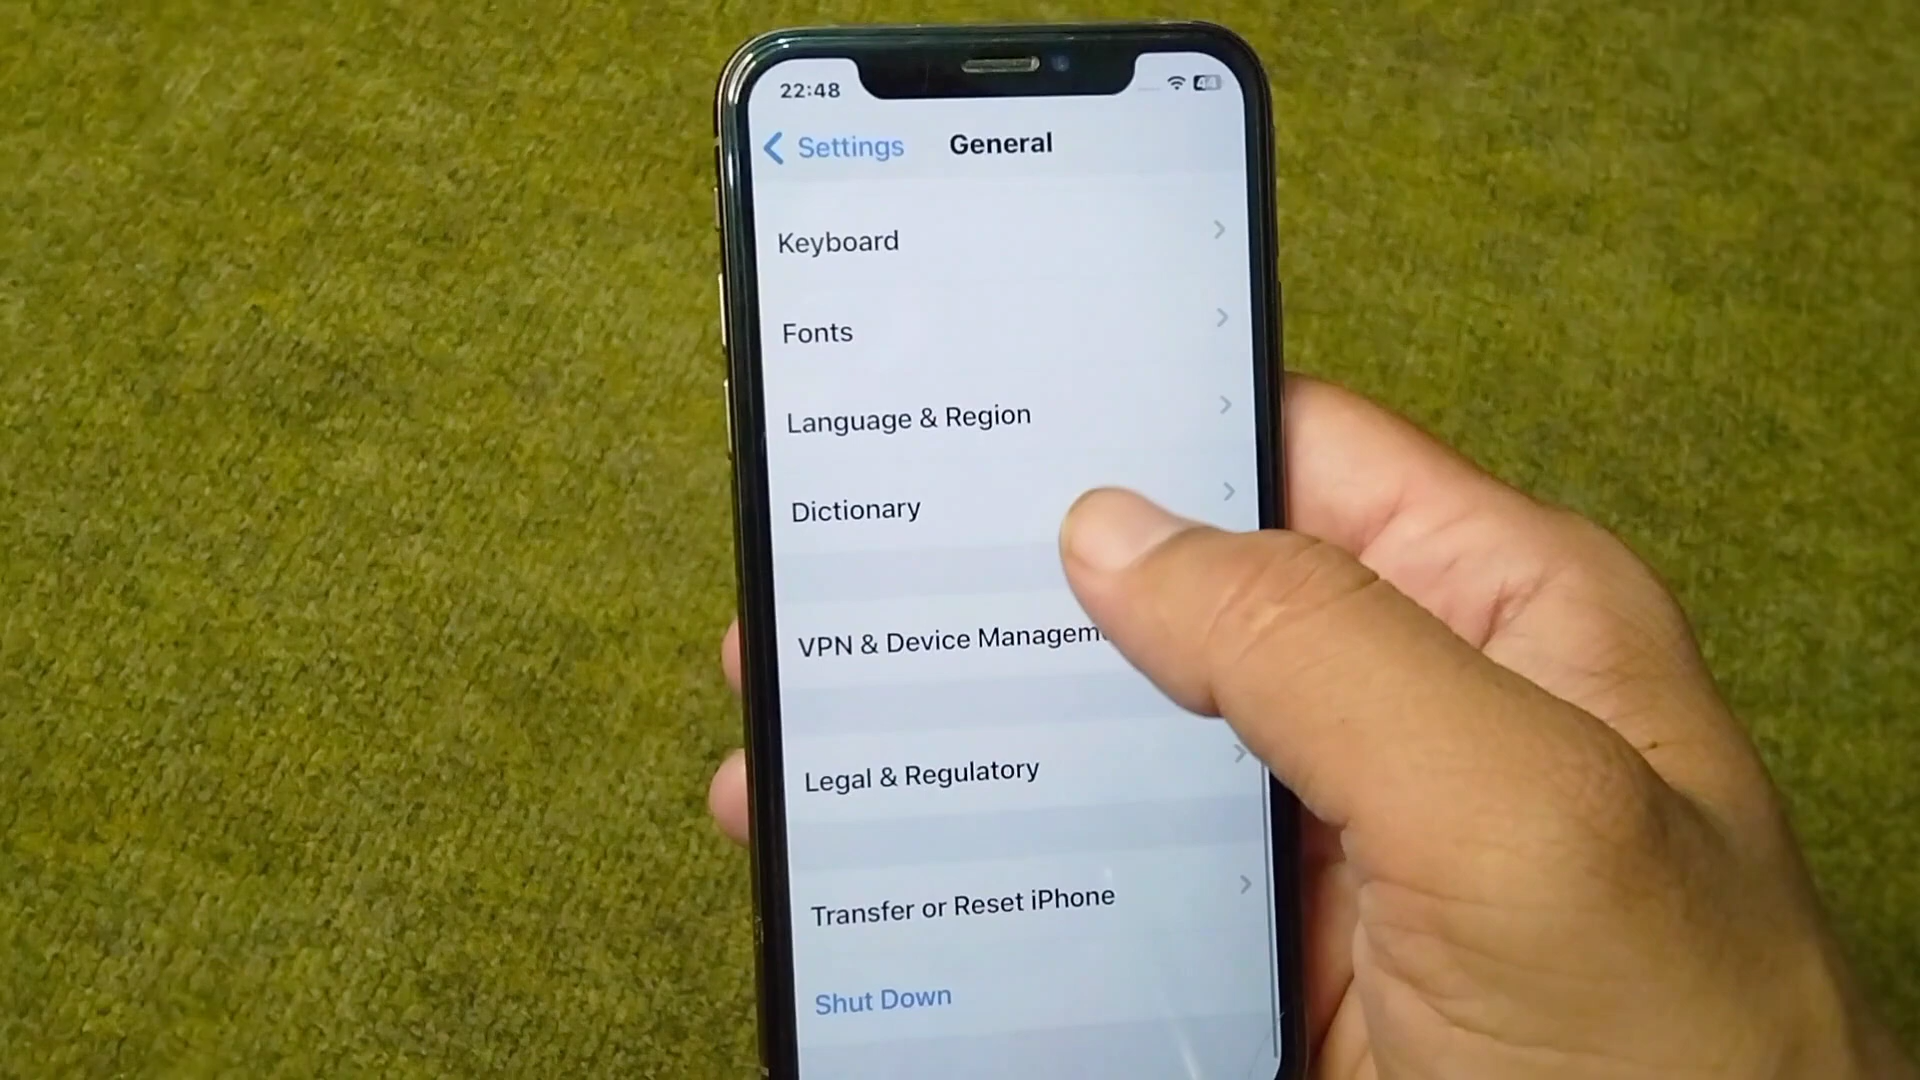 22:48
Settings
General
Keyboard
Fonts
Language & Region
Dictionary
VPN & Device Managem
Legal & Regulatory
Transfer or Reset iPhone
Shut Down